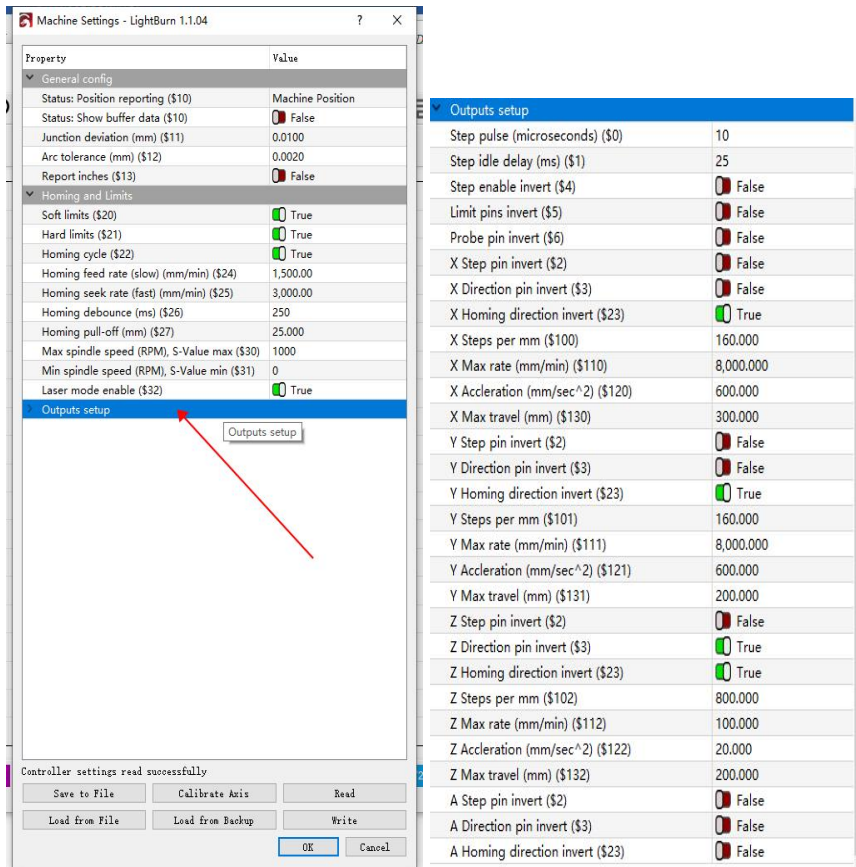 Machine Settings - LightBurn 1.1.04 ? X
Property Value
General config
Status: Position reporting ($10) Machine Position
Status: Show buffer data ($10) False
Junction deviation (mm) ($11) 0.0100
Arc tolerance (mm) ($12) 0.0020
Report inches ($13) False
Homing and Limits
Soft limits ($20) True
Hard limits ($21) True
Homing cycle ($22) True
Homing feed rate (slow) (mm/min) ($24) 1,500.00
Homing seek rate (fast) (mm/min) ($25) 3,000.00
Homing debounce (ms) ($26) 250
Homing pull-off (mm) ($27) 25.000
Max spindle speed (RPM), S-Value max ($30) 1000
Min spindle speed (RPM), S-Value min ($31) 0
Laser mode enable ($32) True
Outputs setup
Outputs setup
Controller settings read successfully
Save to File Calibrate Axis Read
Load from File Load from Backup Write
OK Cancel
Outputs setup
Step pulse (microseconds) ($0) 10
Step idle delay (ms) ($1) 25
Step enable invert ($4) False
Limit pins invert ($5) False
Probe pin invert ($6) False
X Step pin invert ($2) False
X Direction pin invert ($3) False
X Homing direction invert ($23) True
X Steps per mm ($100) 160.000
X Max rate (mm/min) ($110) 8,000.000
X Accleration (mm/sec^2) ($120) 600.000
X Max travel (mm) ($130) 300.000
Y Step pin invert ($2) False
Y Direction pin invert ($3) False
Y Homing direction invert ($23) True
Y Steps per mm ($101) 160.000
Y Max rate (mm/min) ($111) 8,000.000
Y Accleration (mm/sec^2) ($121) 600.000
Y Max travel (mm) ($131) 200.000
Z Step pin invert ($2) False
Z Direction pin invert ($3) True
Z Homing direction invert ($23) True
Z Steps per mm ($102) 800.000
Z Max rate (mm/min) ($112) 100.000
Z Accleration (mm/sec^2) ($122) 20.000
Z Max travel (mm) ($132) 200.000
A Step pin invert ($2) False
A Direction pin invert ($3) False
A Homing direction invert ($23) False